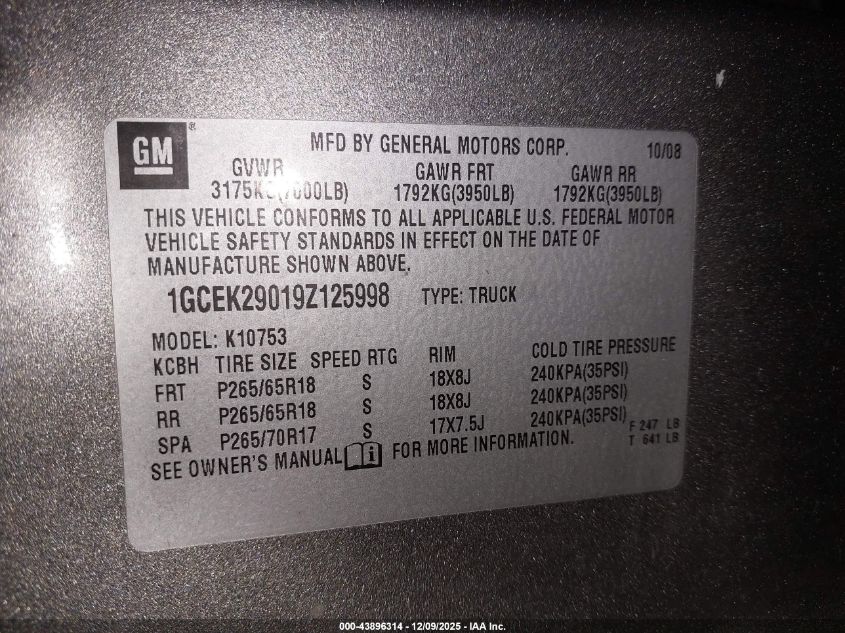 GM ®
MFD BY GENERAL MOTORS CORP. 10/08
GVWR GAWR FRT GAWR RR
3175KG(7000LB) 1792KG(3950LB) 1792KG(3950LB)
THIS VEHICLE CONFORMS TO ALL APPLICABLE U.S. FEDERAL MOTOR
VEHICLE SAFETY STANDARDS IN EFFECT ON THE DATE OF
MANUFACTURE SHOWN ABOVE.
1GCEK29019Z125998 TYPE: TRUCK
MODEL: K10753
KCBH TIRE SIZE SPEED RTG RIM COLD TIRE PRESSURE
FRT P265/65R18 S 18X8J 240KPA(35PSI)
RR P265/65R18 S 18X8J 240KPA(35PSI)
SPA P265/70R17 S 17X7.5J 240KPA(35PSI)
F 247 LB
T 641 LB
SEE OWNER'S MANUAL i FOR MORE INFORMATION.
000-43896314 - 12/09/2025 - IAA Inc.